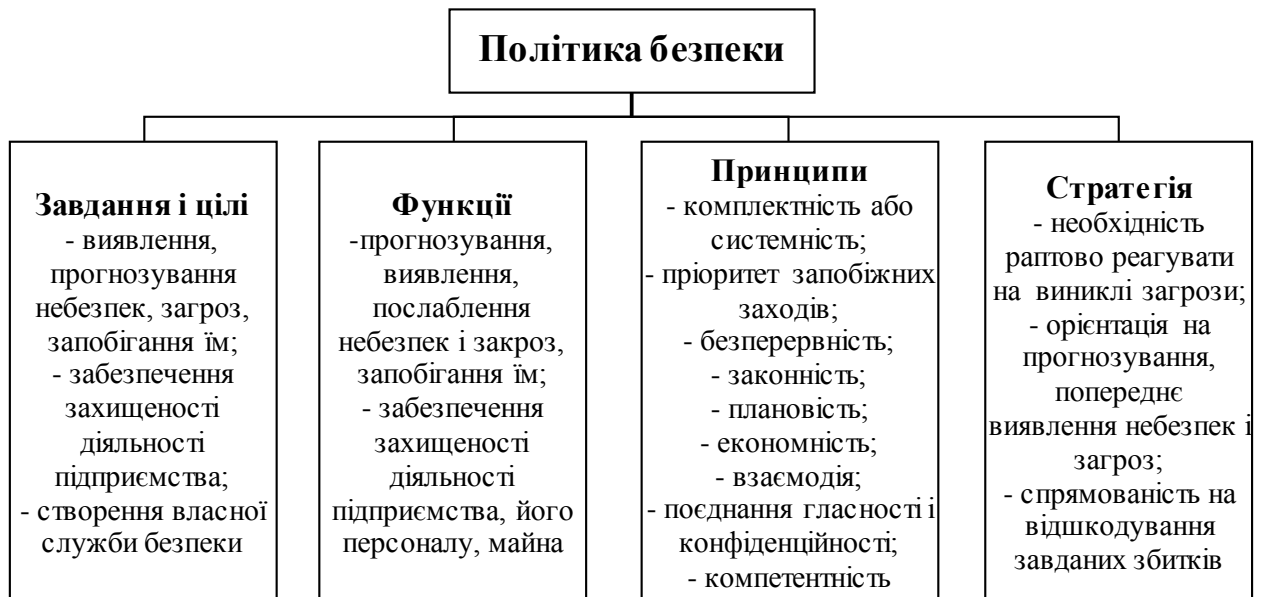 Політика безпеки
Завдання і цілі
- виявлення,
прогнозування
небезпек, загроз,
запобігання їм;
- забезпечення
захищеності
діяльності
підприємства;
- створення власної
служби безпеки
Функції
-прогнозування,
виявлення,
послаблення
небезпек і закроз,
запобігання їм;
- забезпечення
захищеності
діяльності
підприємства, його
персоналу, майна
Принципи
- комплектність або
системність;
- пріоритет запобіжних
заходів;
- безперервність;
- законність;
- плановість;
- економність;
- взаємодія;
- поєднання гласності і
конфіденційності;
- компетентність
Стратегія
- необхідність
раптово реагувати
на виниклі загрози;
- орієнтація на
прогнозування,
попереднє
виявлення небезпек і
загроз;
- спрямованість на
відшкодування
завданих збитків